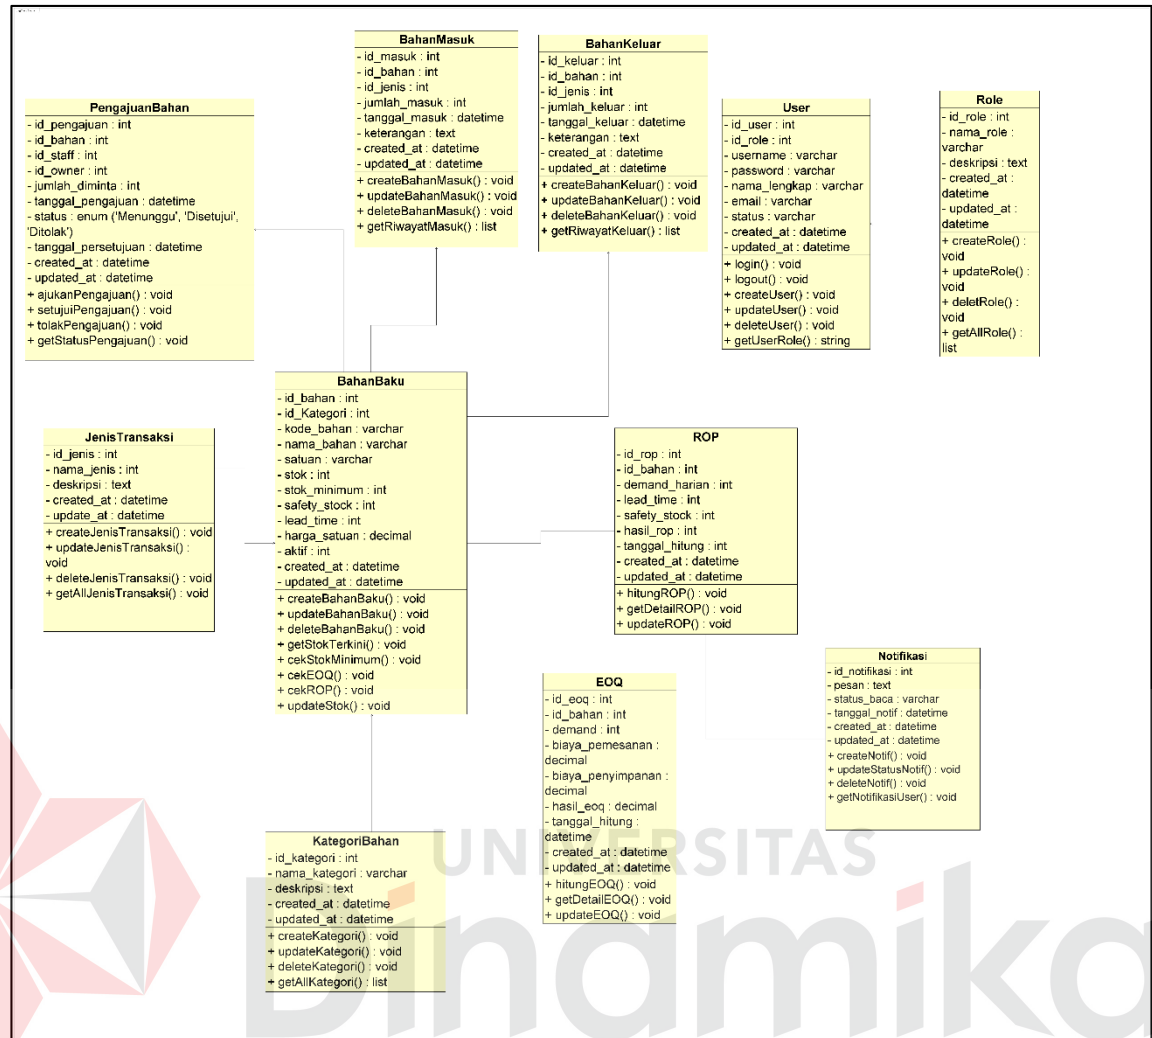 BahanMasuk
- id_masuk : int
- id_bahan : int
- id_jenis : int
- jumlah_masuk : int
- tanggal_masuk : datetime
- keterangan : text
- created_at : datetime
- updated_at : datetime
+ createBahanMasuk() : void
+ updateBahanMasuk() : void
+ deleteBahanMasuk() : void
+ getRiwayatMasuk() : list
BahanKeluar
- id_keluar : int
- id_bahan : int
- id_jenis : int
- jumlah_keluar : int
- tanggal_keluar : datetime
- keterangan : text
- created_at : datetime
- updated_at : datetime
+ createBahanKeluar() : void
+ updateBahanKeluar() : void
+ deleteBahanKeluar() : void
+ getRiwayatKeluar() : list
PengajuanBahan
- id_pengajuan : int
- id_bahan : int
- id_staff : int
- id_owner : int
- jumlah_diminta : int
- tanggal_pengajuan : datetime
- status : enum ('Menunggu', 'Disetujui',
'Ditolak')
- tanggal_persetujuan : datetime
- created_at : datetime
- updated_at : datetime
+ ajukanPengajuan() : void
+ setujuiPengajuan() : void
+ tolakPengajuan() : void
+ getStatusPengajuan() : void
User
- id_user : int
- id_role : int
- username : varchar
- password : varchar
- nama_lengkap : varchar
- email : varchar
- status : varchar
- created_at : datetime
- updated_at : datetime
+ login() : void
+ logout() : void
+ createUser() : void
+ updateUser() : void
+ deleteUser() : void
+ getUserRole() : string
Role
- id_role : int
- nama_role :
varchar
- deskripsi : text
- created_at :
datetime
- updated_at :
datetime
+ createRole() :
void
+ updateRole() :
void
+ deletRole() :
void
+ getAllRole() :
list
BahanBaku
- id_bahan : int
- id_Kategori : int
- kode_bahan : varchar
- nama_bahan : varchar
- satuan : varchar
- stok : int
- stok_minimum : int
- safety_stock : int
- lead_time : int
- harga_satuan : decimal
- aktif : int
- created_at : datetime
- updated_at : datetime
+ createBahanBaku() : void
+ updateBahanBaku() : void
+ deleteBahanBaku() : void
+ getStokTerkini() : void
+ cekStokMinimum() : void
+ cekEOQ() : void
+ cekROP() : void
+ updateStok() : void
JenisTransaksi
- id_jenis : int
- nama_jenis : int
- deskripsi : text
- created_at : datetime
- update_at : datetime
+ createJenisTransaksi() : void
+ updateJenisTransaksi() :
void
+ deleteJenisTransaksi() : void
+ getAllJenisTransaksi() : void
ROP
- id_rop : int
- id_bahan : int
- demand_harian : int
- lead_time : int
- safety_stock : int
- hasil_rop : int
- tanggal_hitung : int
- created_at : datetime
- updated_at : datetime
+ hitungROP() : void
+ getDetailROP() : void
+ updateROP() : void
Notifikasi
- id_notifikasi : int
- pesan : text
- status_baca : varchar
- tanggal_notif : datetime
- created_at : datetime
- updated_at : datetime
+ createNotif() : void
+ updateStatusNotif() : void
+ deleteNotif() : void
+ getNotifikasiUser() : void
EOQ
- id_eoq : int
- id_bahan : int
- demand : int
- biaya_pemesanan :
decimal
- biaya_penyimpanan :
decimal
- hasil_eoq : decimal
- tanggal_hitung :
datetime
- created_at : datetime
- updated_at : datetime
+ hitungEOQ() : void
+ getDetailEOQ() : void
+ updateEOQ() : void
KategoriBahan
- id_kategori : int
- nama_kategori : varchar
- deskripsi : text
- created_at : datetime
- updated_at : datetime
+ createKategori() : void
+ updateKategori() : void
+ deleteKategori() : void
+ getAllKategori() : list
UNIVERSITAS
Dinamika